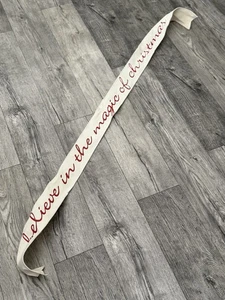 believe in the magic of christmas